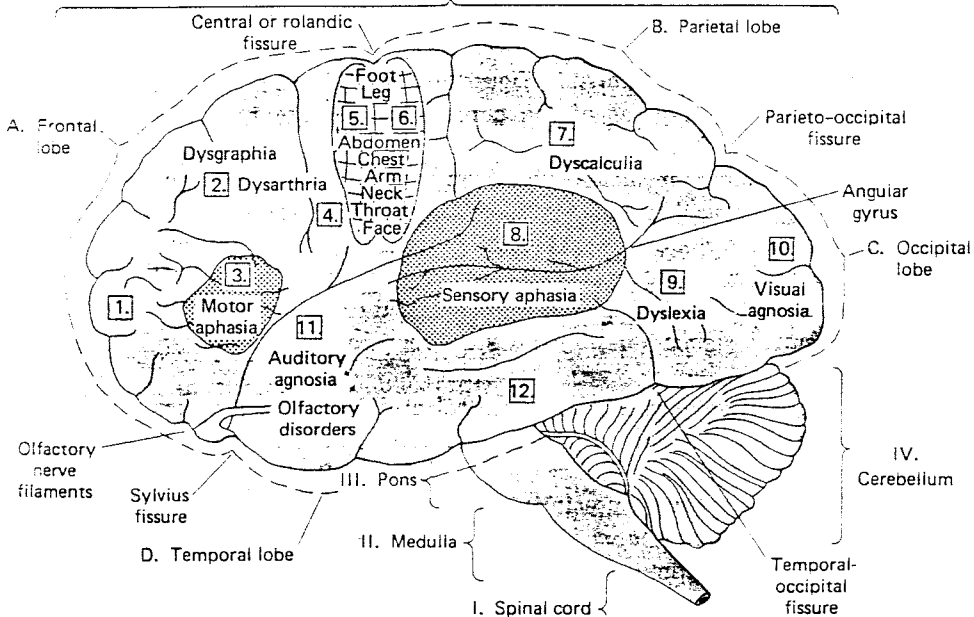 Central or rolandic
fissure
B. Parietal lobe
A. Frontal
lobe
Parieto-occipital
fissure
Foot
Leg
5. 6.
Abdomen
Chest
Arm
Neck
Throat
Face
7.
Dyscalculia
Dysgraphia
2. Dysarthria
4.
Angular
gyrus
8.
Sensory aphasia
C. Occipital
lobe
10.
Visual
agnosia
9.
Dyslexia
3.
Motor
aphasia
1.
11.
Auditory
agnosia
12.
Olfactory
disorders
Olfactory
nerve
filaments
Sylvius
fissure
D. Temporal lobe
III. Pons
II. Medulla
I. Spinal cord
IV.
Cerebellum
Temporal-
occipital
fissure